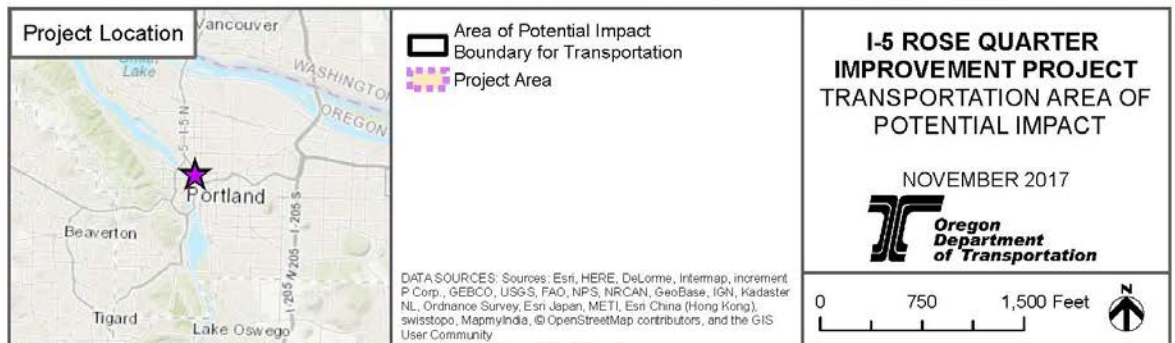 Project Location
Vancouver
Lake
WASHINGTON
OREGON
5—I-5 N
Portland
Beaverton
I-205 N 205—I-205 S
Tigard
Lake Oswego
Area of Potential Impact
Boundary for Transportation
Project Area
DATA SOURCES: Sources: Esri, HERE, DeLorme, Intermap, increment
P Corp., GEBCO, USGS, FAO, NPS, NRCAN, GeoBase, IGN, Kadaster
NL, Ordnance Survey, Esri Japan, METI, Esri China (Hong Kong),
swisstopo, MapmyIndia, © OpenStreetMap contributors, and the GIS
User Community
I-5 ROSE QUARTER
IMPROVEMENT PROJECT
TRANSPORTATION AREA OF
POTENTIAL IMPACT
NOVEMBER 2017
Oregon
Department
of Transportation
0 750 1,500 Feet
N